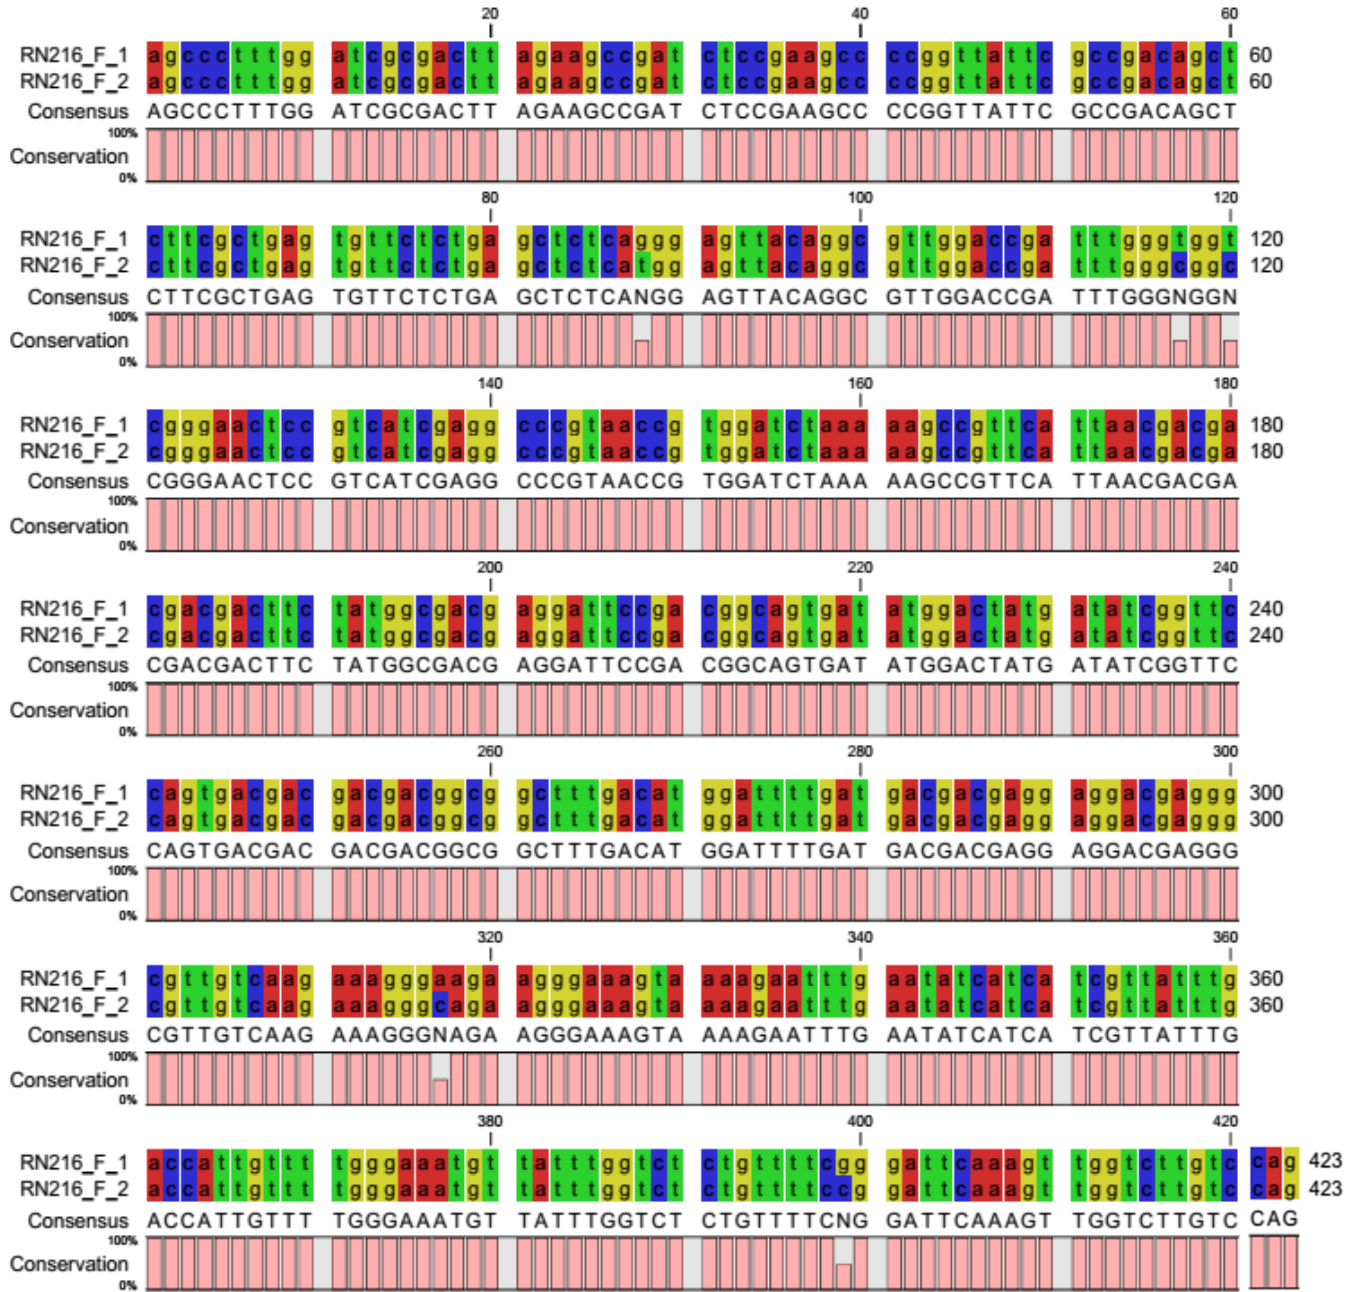 20 40 60
RN216_F_1 agccctttgg atcgcgactt agaagccgat ctccgaagcc ccggttattc gccgacagct 60
RN216_F_2 agccctttgg atcgcgactt agaagccgat ctccgaagcc ccggttattc gccgacagct 60
Consensus AGCCCTTTGG ATCGCGACTT AGAAGCCGAT CTCCGAAGCC CCGGTTATTC GCCGACAGCT
100%
Conservation
0%
80 100 120
RN216_F_1 cttcgctgag tgttctctga gctctcaggg agttacaggc gttggaccga tttgggtggt 120
RN216_F_2 cttcgctgag tgttctctga gctctcatgg agttacaggc gttggaccga tttgggcggc 120
Consensus CTTCGCTGAG TGTTCTCTGA GCTCTCANGG AGTTACAGGC GTTGGACCGA TTTGGGNGGN
100%
Conservation
0%
140 160 180
RN216_F_1 cgggaactcc gtcatcgagg cccgtaaccg tggatctaaa aagccgttca ttaacgacga 180
RN216_F_2 cgggaactcc gtcatcgagg cccgtaaccg tggatctaaa aagccgttca ttaacgacga 180
Consensus CGGGAACTCC GTCATCGAGG CCCGTAACCG TGGATCTAAA AAGCCGTTCA TTAACGACGA
100%
Conservation
0%
200 220 240
RN216_F_1 cgacgacttc tatggcgacg aggattccga cggcagtgat atggactatg atatcggttc 240
RN216_F_2 cgacgacttc tatggcgacg aggattccga cggcagtgat atggactatg atatcggttc 240
Consensus CGACGACTTC TATGGCGACG AGGATTCCGA CGGCAGTGAT ATGGACTATG ATATCGGTTC
100%
Conservation
0%
260 280 300
RN216_F_1 cagtgacgac gacgacggcg gctttgacat ggattttgat gacgacgagg aggacgaggg 300
RN216_F_2 cagtgacgac gacgacggcg gctttgacat ggattttgat gacgacgagg aggacgaggg 300
Consensus CAGTGACGAC GACGACGGCG GCTTTGACAT GGATTTTGAT GACGACGAGG AGGACGAGGG
100%
Conservation
0%
320 340 360
RN216_F_1 cgttgtcaag aaagggaaga agggaaagta aaagaatttg aatatcatca tcgttatttg 360
RN216_F_2 cgttgtcaag aaagggcaga agggaaagta aaagaatttg aatatcatca tcgttatttg 360
Consensus CGTTGTCAAG AAAGGGNAGA AGGGAAAGTA AAAGAATTTG AATATCATCA TCGTTATTTG
100%
Conservation
0%
380 400 420
RN216_F_1 accattgttt tgggaaatgt tatttggtct ctgttttcgg gattcaaagt tggtcttgtc cag 423
RN216_F_2 accattgttt tgggaaatgt tatttggtct ctgttttccg gattcaaagt tggtcttgtc cag 423
Consensus ACCATTGTTT TGGGAAATGT TATTTGGTCT CTGTTTTCNG GATTCAAAGT TGGTCTTGTC CAG
100%
Conservation
0%